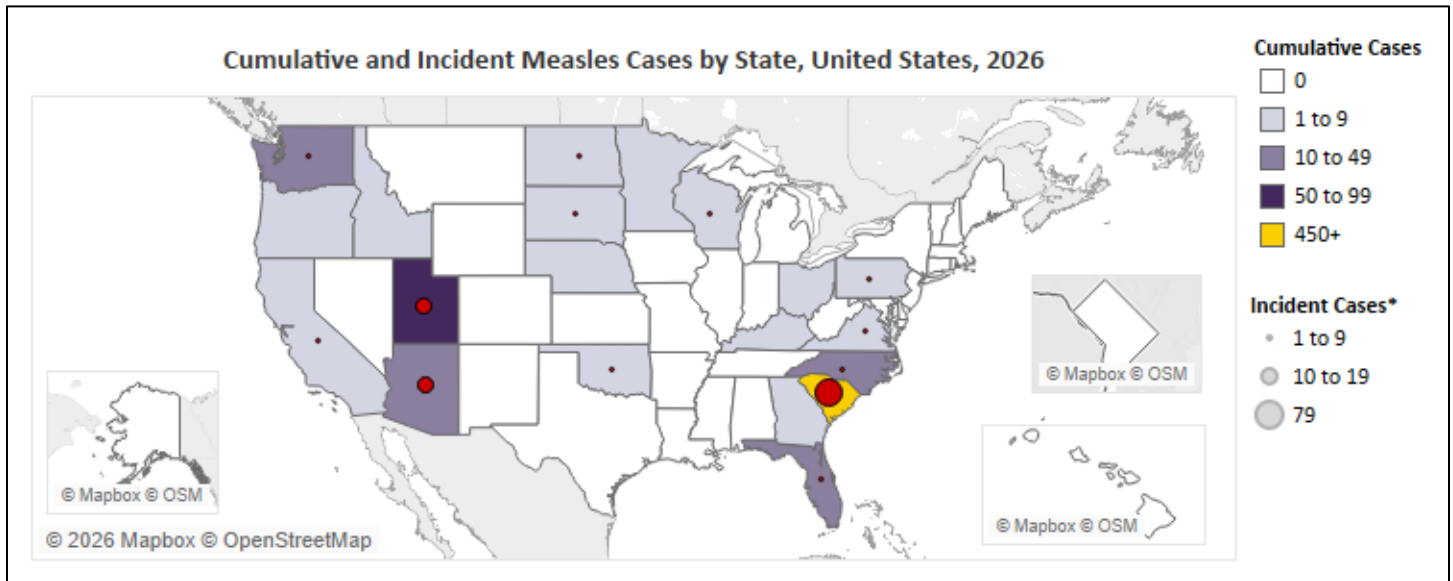 Cumulative and Incident Measles Cases by State, United States, 2026
Cumulative Cases
0
1 to 9
10 to 49
50 to 99
450+
Incident Cases*
1 to 9
10 to 19
79
© Mapbox © OSM
© Mapbox © OSM
© Mapbox © OSM
© 2026 Mapbox © OpenStreetMap